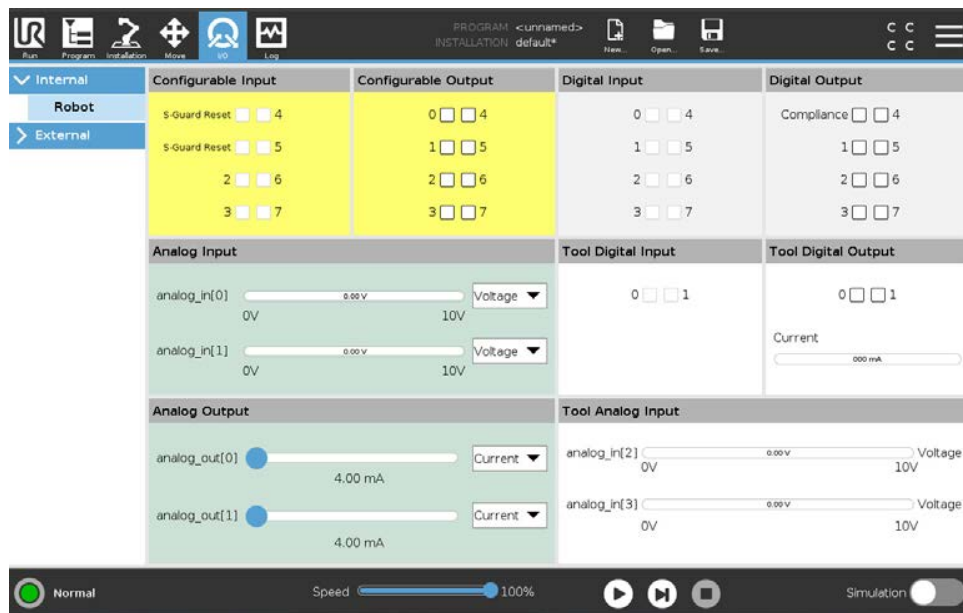 UR
PROGRAM <unnamed>
INSTALLATION default*
Run Program Installation Move I/O Log New... Open... Save...
C C
C C
Internal
Robot
External
Configurable Input Configurable Output Digital Input Digital Output
S-Guard Reset 4 0 4 0 4 Compliance 4
S-Guard Reset 5 1 5 1 5 1 5
2 6 2 6 2 6 2 6
3 7 3 7 3 7 3 7
Analog Input Tool Digital Input Tool Digital Output
analog_in[0] 0.00 V Voltage 0 1 0 1
0V 10V
Current
analog_in[1] 0.00 V Voltage 000 mA
0V 10V
Analog Output Tool Analog Input
analog_out[0] Current analog_in[2] 0.00 V Voltage
4.00 mA 0V 10V
analog_out[1] Current analog_in[3] 0.00 V Voltage
4.00 mA 0V 10V
Normal Speed 100% Simulation